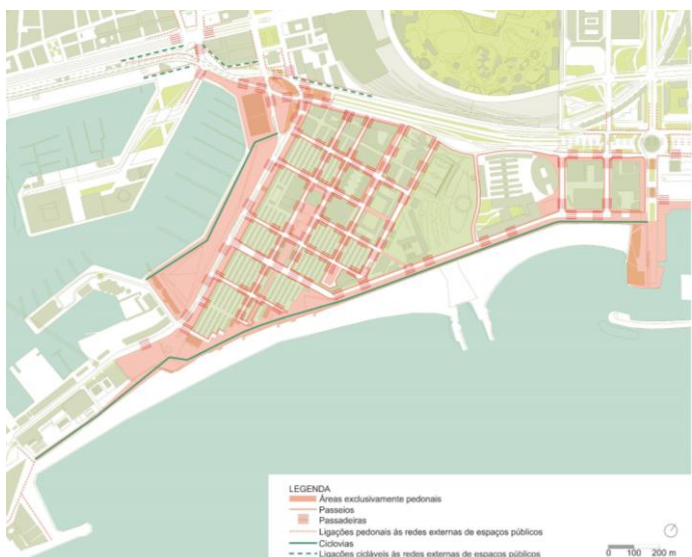 LEGENDA
Áreas exclusivamente pedonais
Passeios
Passadeiras
Ligações pedonais às redes externas de espaços públicos
Ciclovias
Ligações cicláveis às redes externas de espaços públicos
0 100 200 m